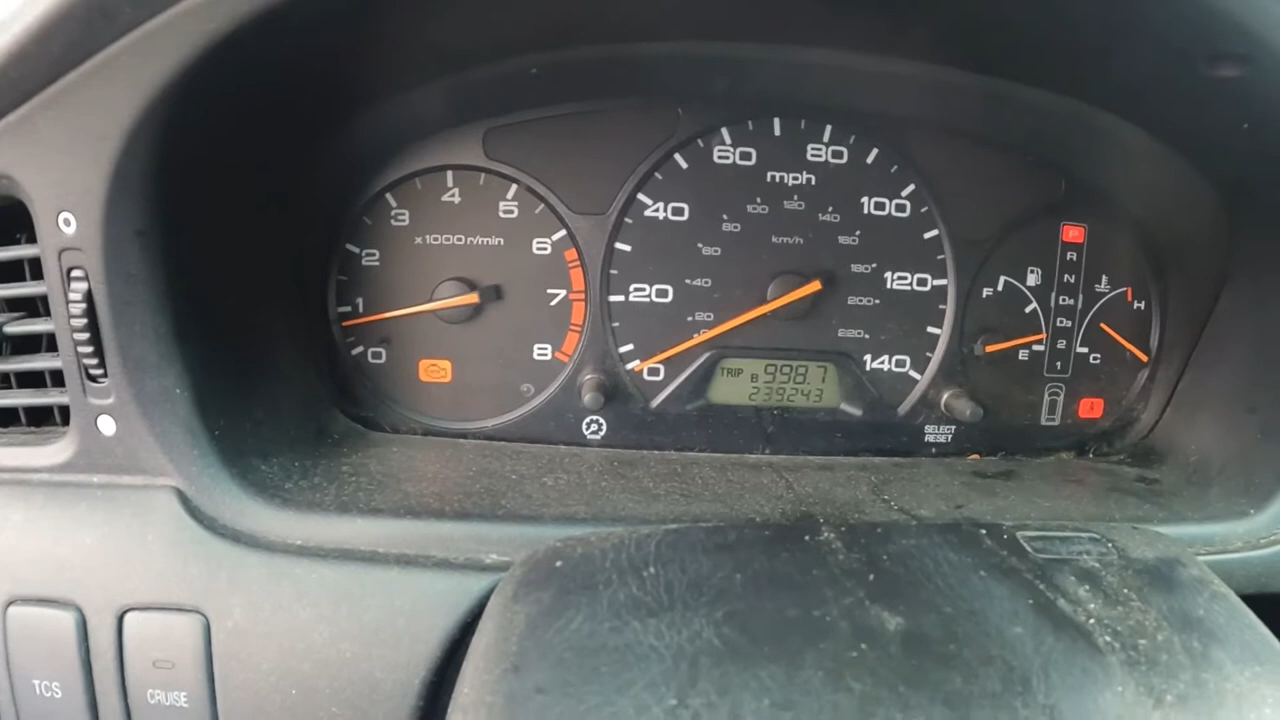 0
1
2
3
4
5
6
7
8
x1000 r/min
0
20
40
60
80
100
120
140
mph
20
40
60
80
100
120
140
160
180
200
220
km/h
TRIP B 998.7
239243
SELECT
RESET
F
E
P
R
N
D4
D3
2
1
H
C
TCS
CRUISE